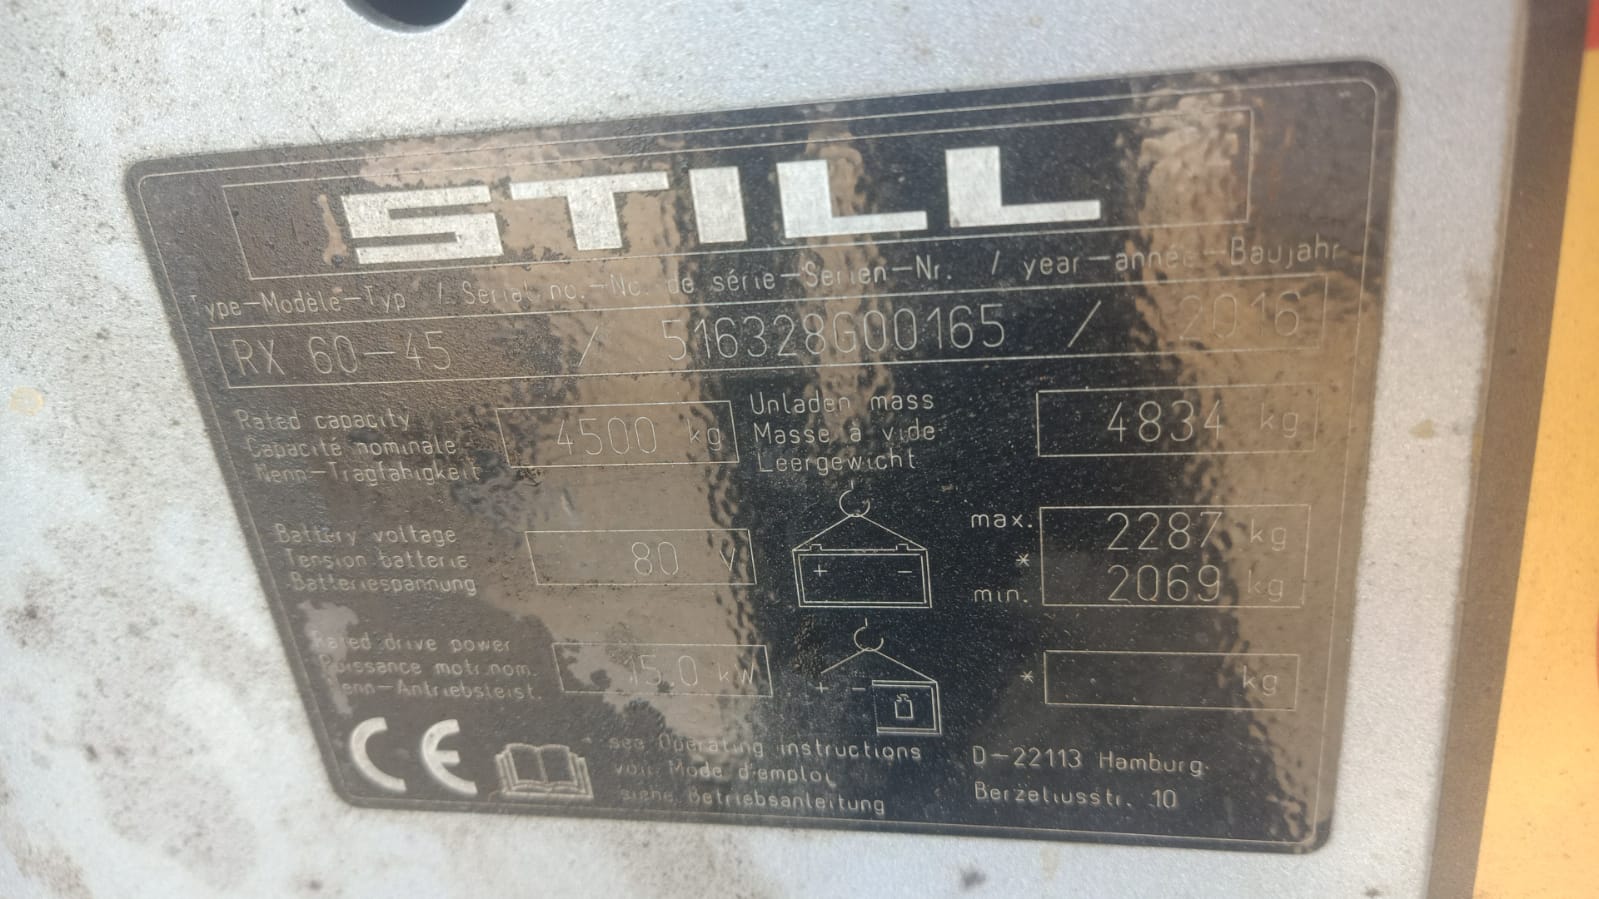 STILL
Type-Modèle-Typ / Serial no.-No. de série-Serien-Nr. / year-année-Baujahr
RX 60-45 / 516328G00165 / 2016
Rated capacity
Capacité nominale
Nenn-Tragfähigkeit
4500 kg
Unladen mass
Masse à vide
Leergewicht
4834 kg
Battery voltage
Tension batterie
Batteriespannung
80 V
+ -
max. 2287 kg
*
min. 2069 kg
Rated drive power
Puissance motr.nom.
Nenn-Antriebsleist.
15.0 kW
+ -
* kg
CE
see Operating instructions
voir Mode d'emploi
siehe Betriebsanleitung
D-22113 Hamburg
Berzeliusstr. 10